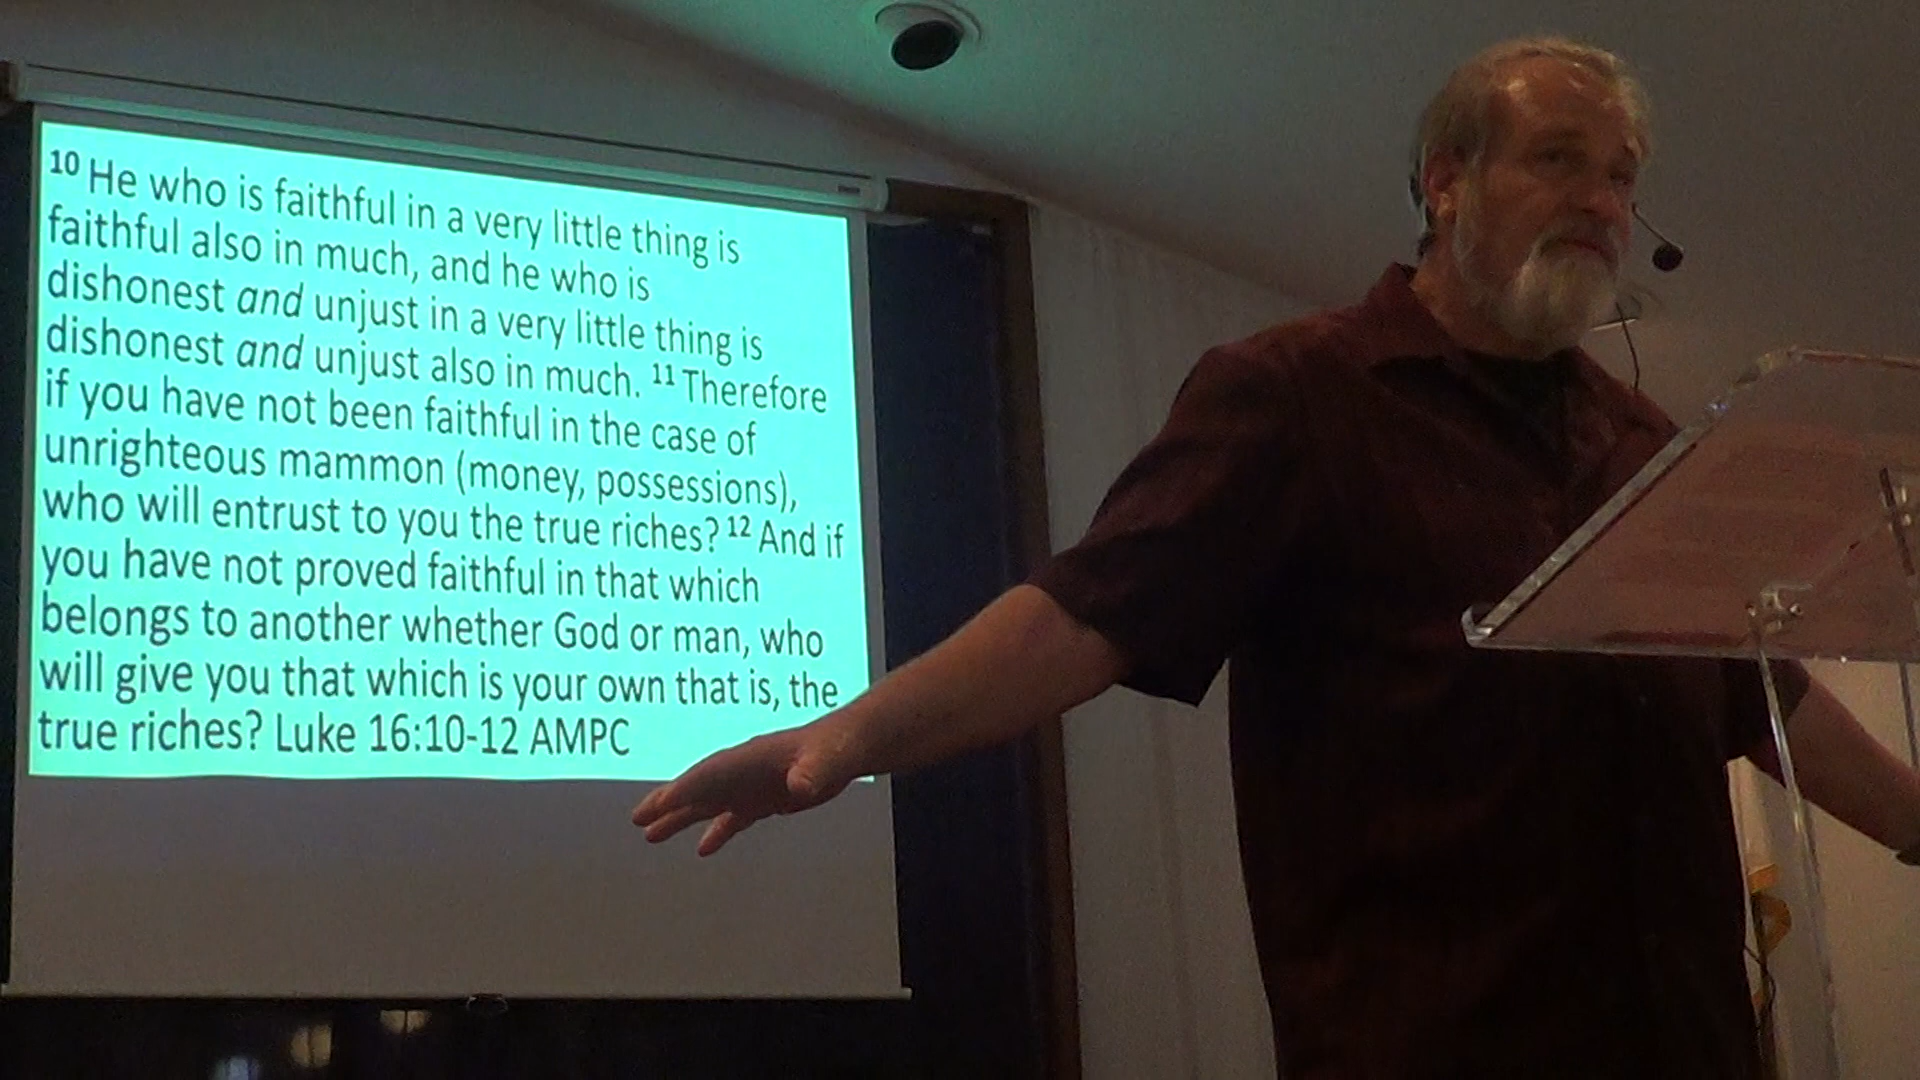 10 He who is faithful in a very little thing is
faithful also in much, and he who is
dishonest and unjust in a very little thing is
dishonest and unjust also in much. 11 Therefore
if you have not been faithful in the case of
unrighteous mammon (money, possessions),
who will entrust to you the true riches? 12 And if
you have not proved faithful in that which
belongs to another whether God or man, who
will give you that which is your own that is, the
true riches? Luke 16:10-12 AMPC